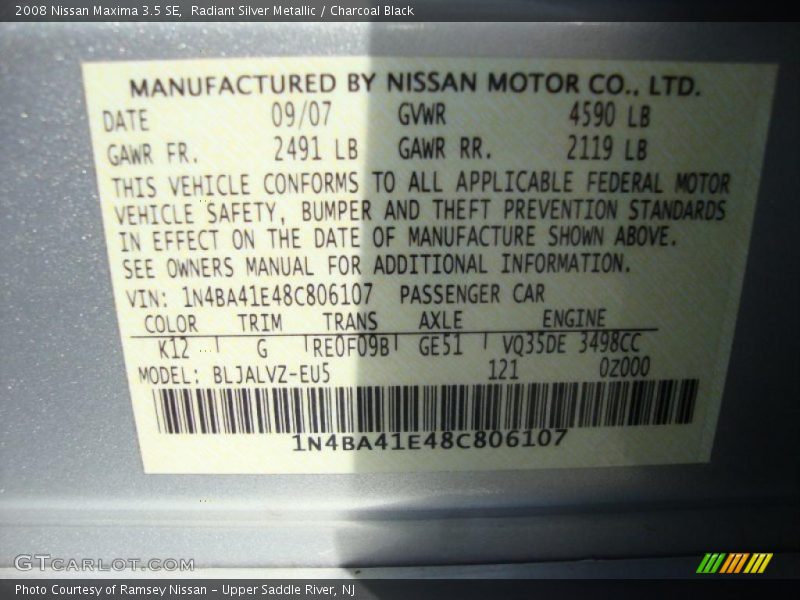 2008 Nissan Maxima 3.5 SE, Radiant Silver Metallic / Charcoal Black
MANUFACTURED BY NISSAN MOTOR CO., LTD.
DATE 09/07 GVWR 4590 LB
GAWR FR. 2491 LB GAWR RR. 2119 LB
THIS VEHICLE CONFORMS TO ALL APPLICABLE FEDERAL MOTOR
VEHICLE SAFETY, BUMPER AND THEFT PREVENTION STANDARDS
IN EFFECT ON THE DATE OF MANUFACTURE SHOWN ABOVE.
SEE OWNERS MANUAL FOR ADDITIONAL INFORMATION.
VIN: 1N4BA41E48C806107 PASSENGER CAR
COLOR TRIM TRANS AXLE ENGINE
K12 G RE0F09B GE51 VQ35DE 3498CC
MODEL: BLJALVZ-EU5 121 0Z000
1N4BA41E48C806107
GTCARLOT.COM
Photo Courtesy of Ramsey Nissan - Upper Saddle River, NJ